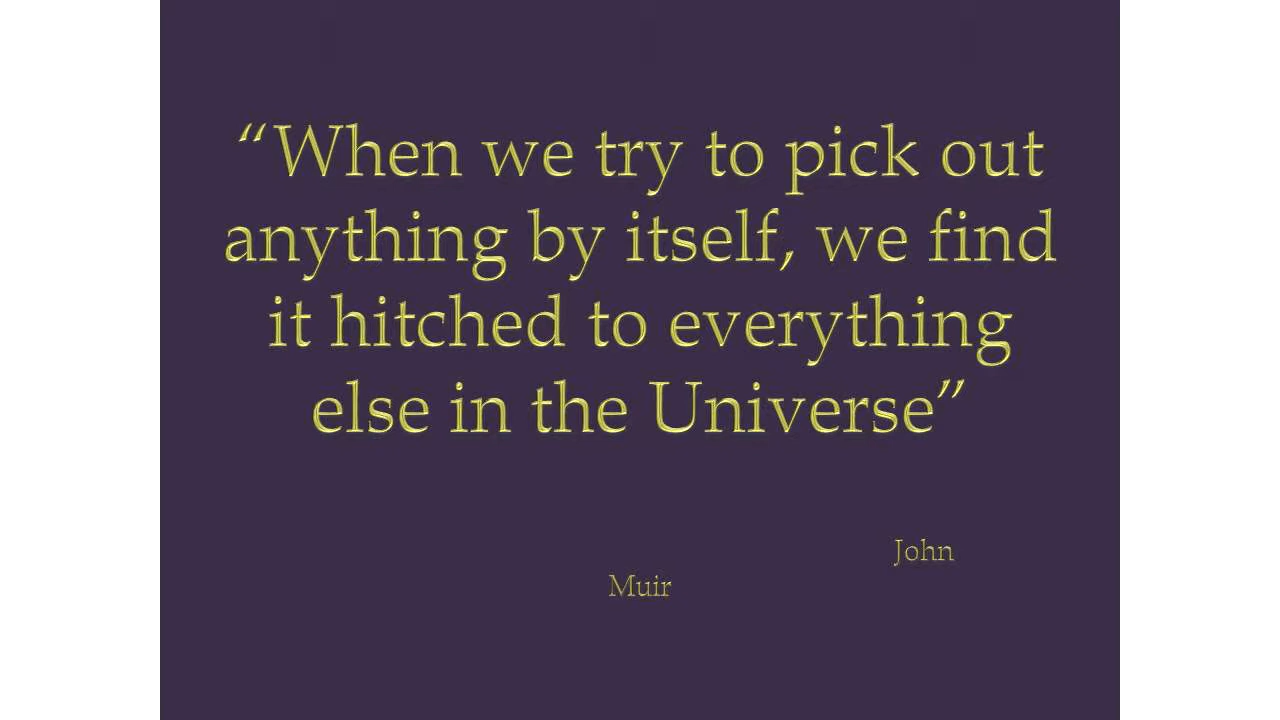 “When we try to pick out
anything by itself, we find
it hitched to everything
else in the Universe”
John
Muir